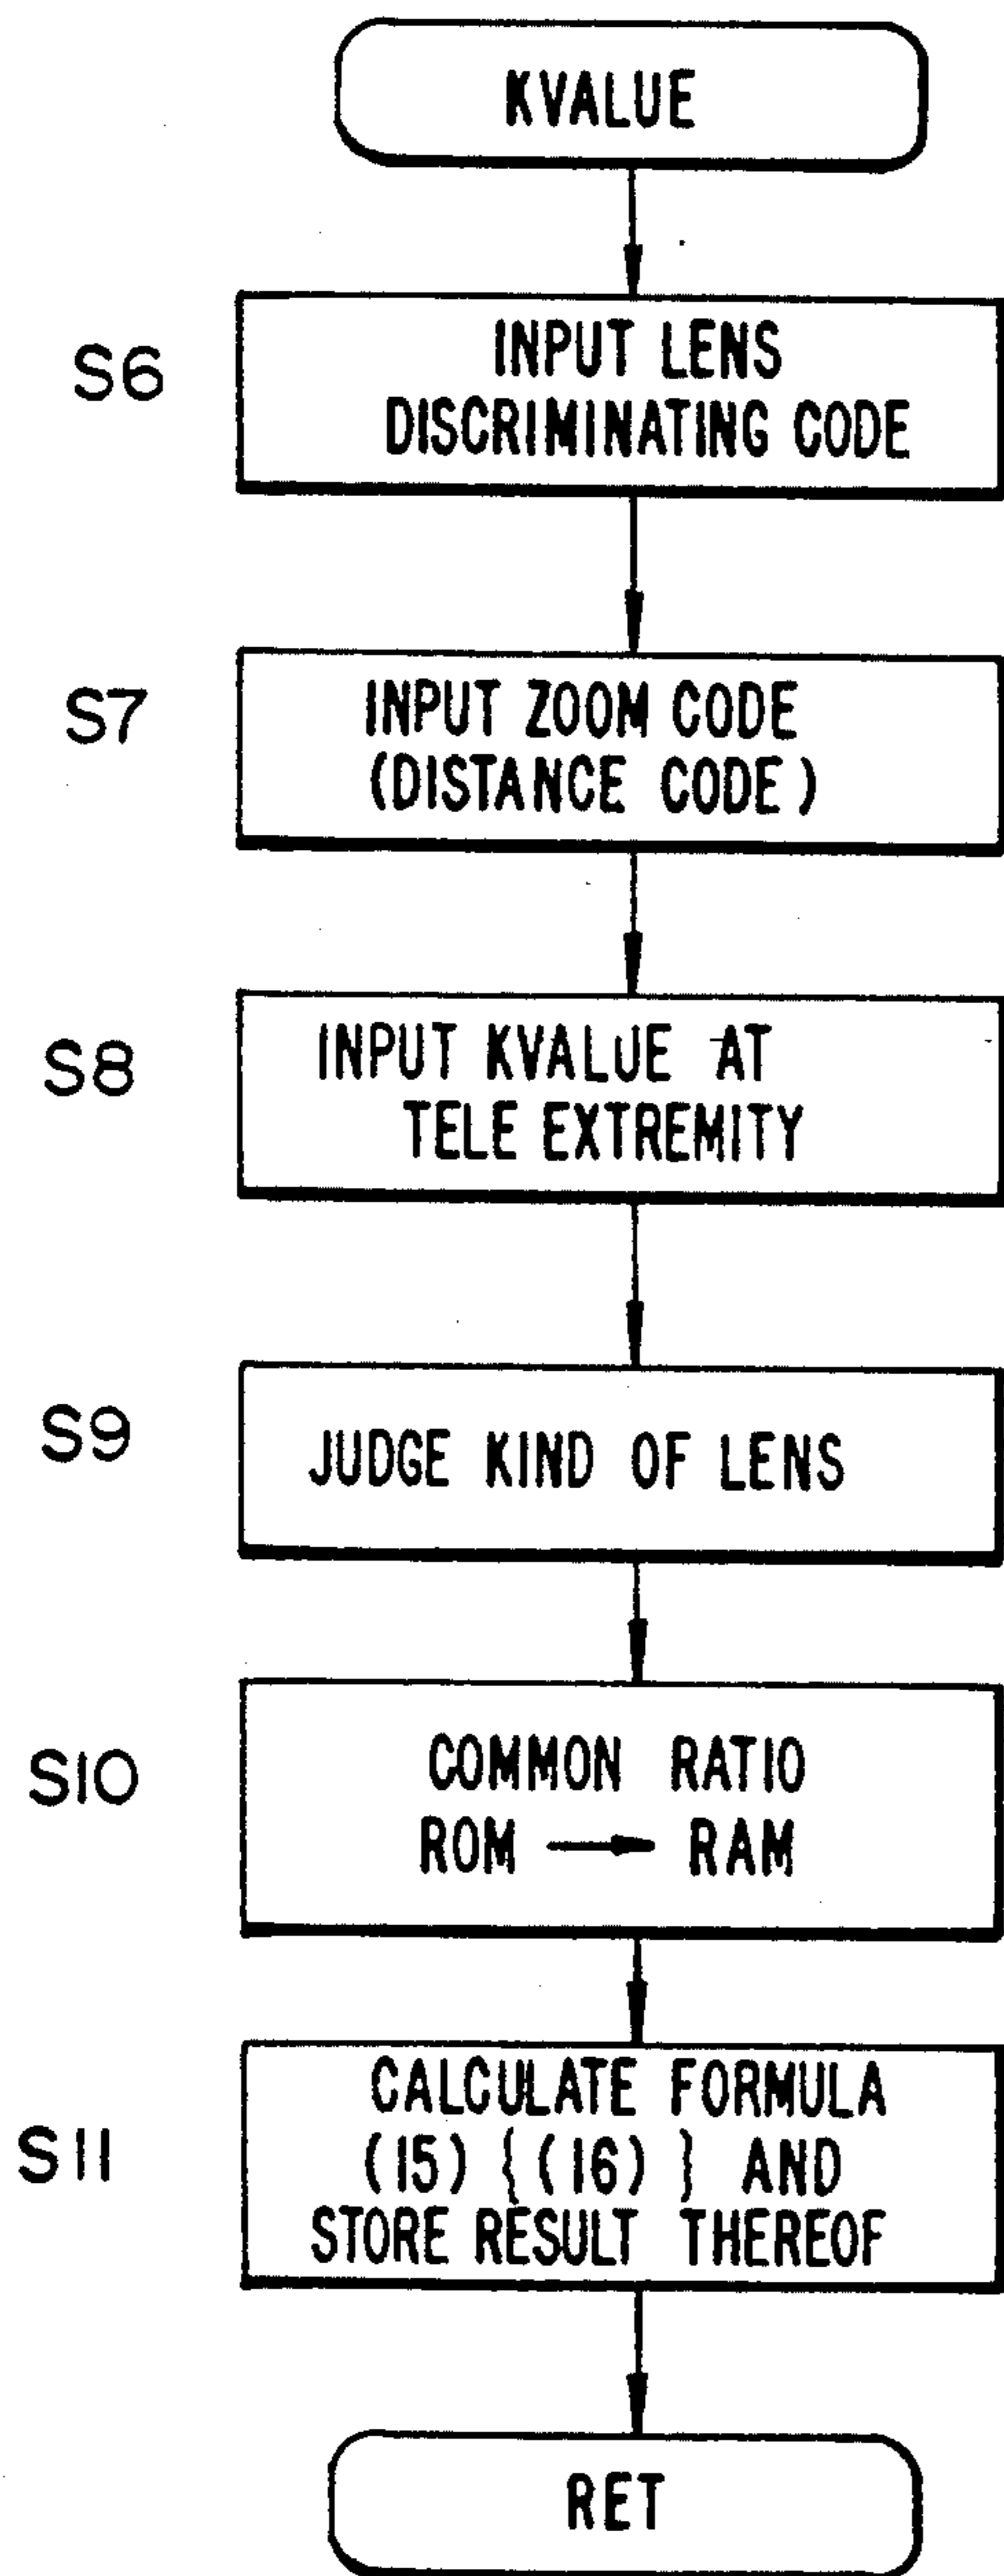 KVALUE
S6
INPUT LENS
DISCRIMINATING CODE
S7
INPUT ZOOM CODE
(DISTANCE CODE)
S8
INPUT KVALUE AT
TELE EXTREMITY
S9
JUDGE KIND OF LENS
S10
COMMON RATIO
ROM → RAM
S11
CALCULATE FORMULA
(15) {(16)} AND
STORE RESULT THEREOF
RET